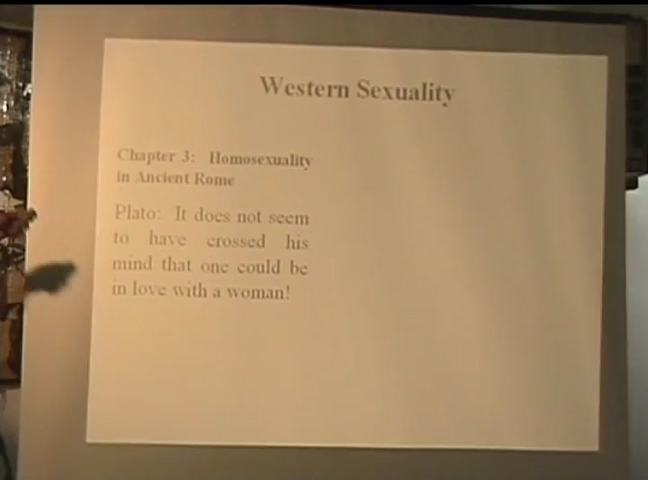 Western Sexuality
Chapter 3: Homosexuality
in Ancient Rome
Plato: It does not seem
to have crossed his
mind that one could be
in love with a woman!